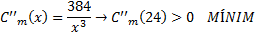 C''ₘ(x) = 384/x³ → C''ₘ(24) > 0 MÍNIM